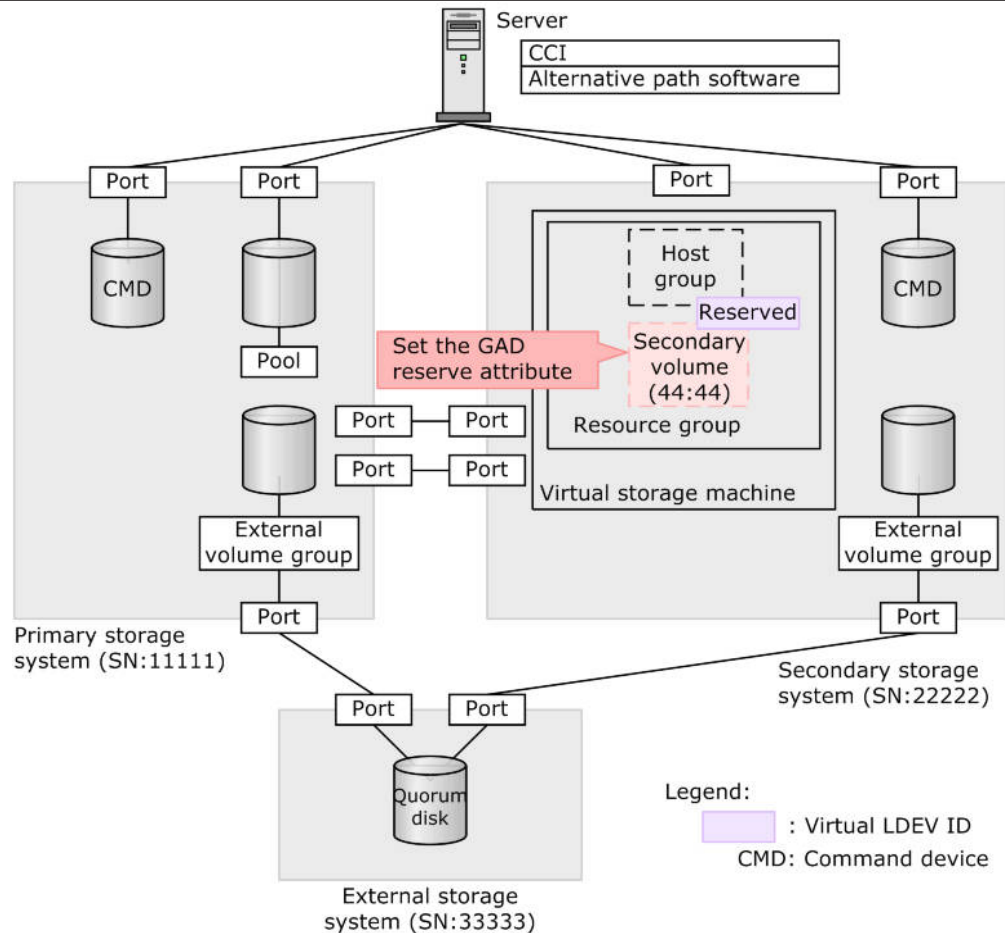 Server
CCI
Alternative path software
Port
Port
Port
Port
CMD
Host
group
CMD
Reserved
Set the GAD
reserve attribute
Secondary
volume
(44:44)
Pool
Port
Port
Resource group
Port
Port
Virtual storage machine
External
volume group
External
volume group
Port
Port
Primary storage
system (SN:11111)
Secondary storage
system (SN:22222)
Port
Port
Quorum
disk
Legend:
: Virtual LDEV ID
CMD: Command device
External storage
system (SN:33333)